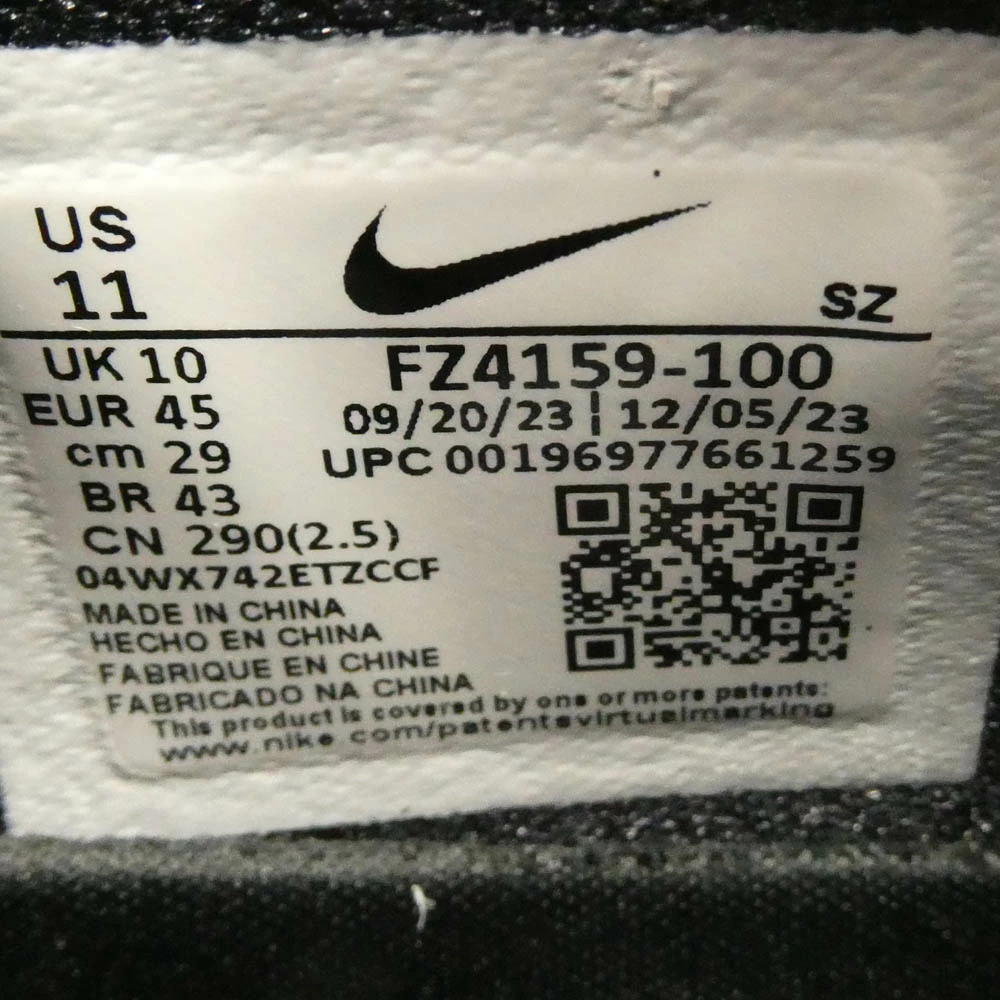 US
11
SZ
UK 10
EUR 45
cm 29
BR 43
CN 290(2.5)
FZ4159-100
09/20/23 | 12/05/23
UPC 00196977661259
04WX742ETZCCF
MADE IN CHINA
HECHO EN CHINA
FABRIQUE EN CHINE
FABRICADO NA CHINA
This product is covered by one or more patents:
www.nike.com/patentsvirtualmarking